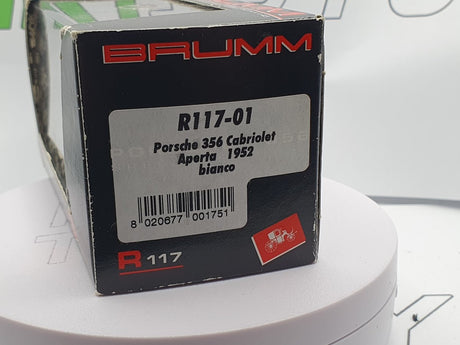 BRUMM
R117-01
Porsche 356 Cabriolet
Aperta 1952
bianco
8 020677 001751
R 117